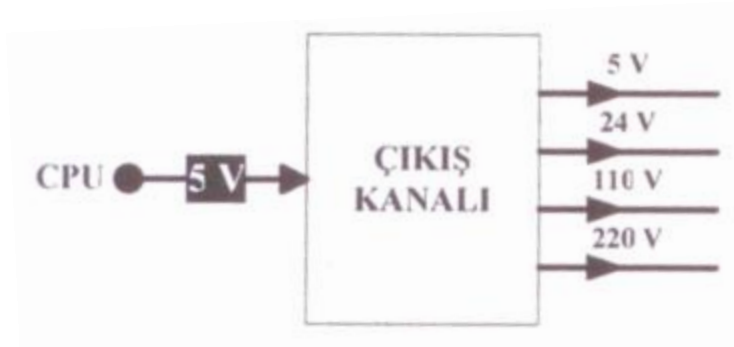 CPU
5 V
ÇIKIŞ
KANALI
5 V
24 V
110 V
220 V